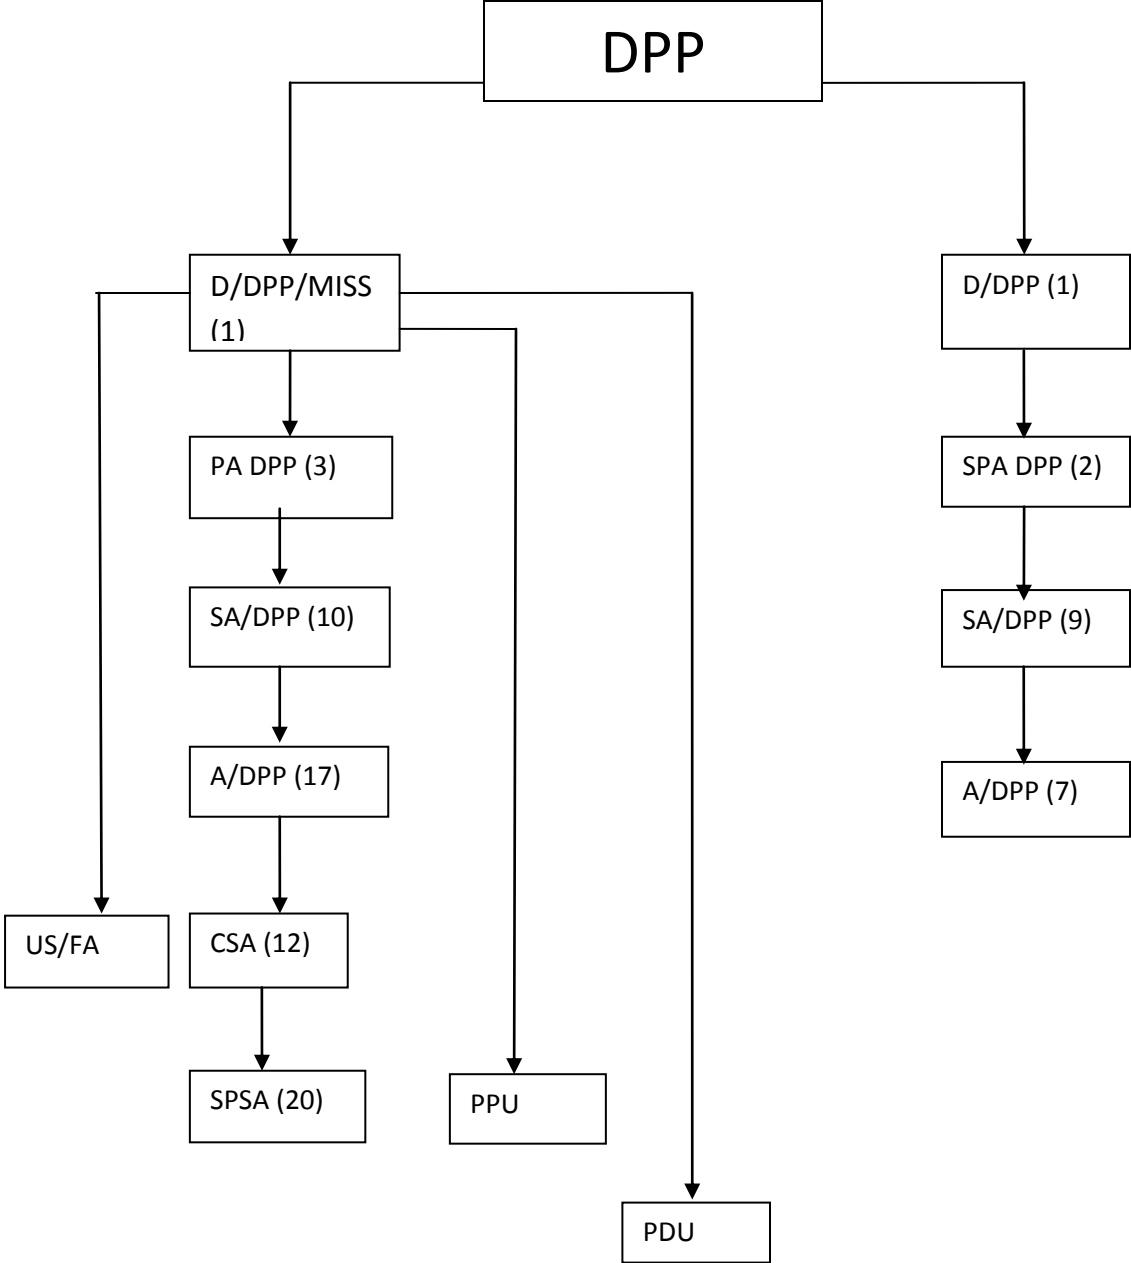 DPP
D/DPP/MISS
(1)
D/DPP (1)
PA DPP (3)
SPA DPP (2)
SA/DPP (10)
SA/DPP (9)
A/DPP (17)
A/DPP (7)
US/FA
CSA (12)
SPSA (20)
PPU
PDU